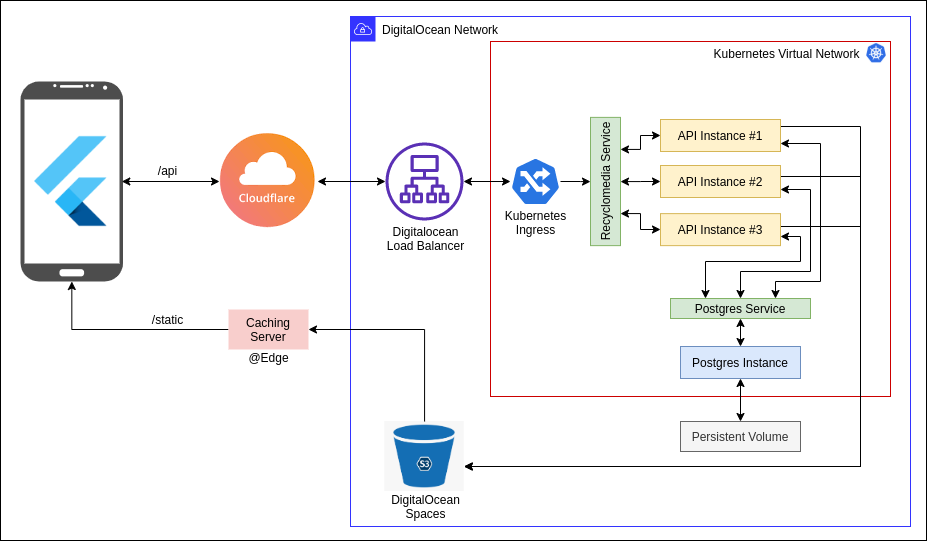 DigitalOcean Network
Kubernetes Virtual Network
/api
Cloudflare
Digitalocean
Load Balancer
Kubernetes
Ingress
Recyclomedia Service
API Instance #1
API Instance #2
API Instance #3
Postgres Service
Postgres Instance
Persistent Volume
/static
Caching
Server
@Edge
S3
DigitalOcean
Spaces